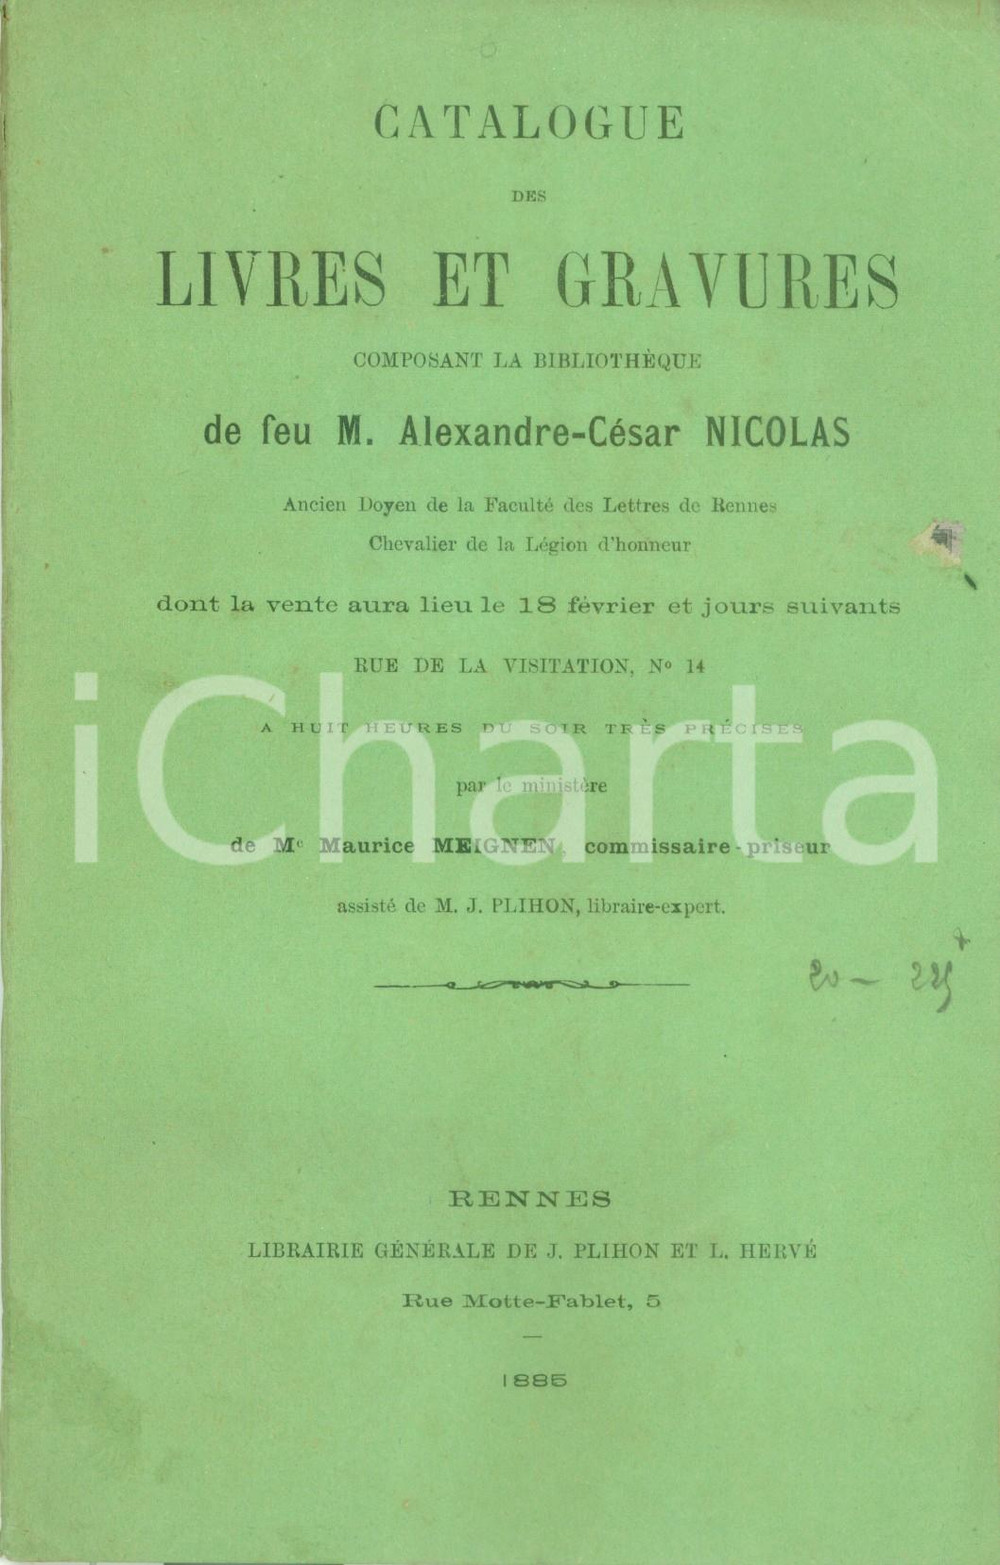 CATALOGUE
DES
LIVRES ET GRAVURES
COMPOSANT LA BIBLIOTHÈQUE
de feu M. Alexandre-César NICOLAS
Ancien Doyen de la Faculté des Lettres de Rennes
Chevalier de la Légion d'honneur
dont la vente aura lieu le 18 février et jours suivants
RUE DE LA VISITATION, No 14
A HUIT HEURES DU SOIR TRÈS PRÉCISES
par le ministère
de Me Maurice MEIGNEN, commissaire-priseur
assisté de M. J. PLIHON, libraire-expert.
20 — 225
RENNES
LIBRAIRIE GÉNÉRALE DE J. PLIHON ET L. HERVÉ
Rue Motte-Fablet, 5
1885
iCharta